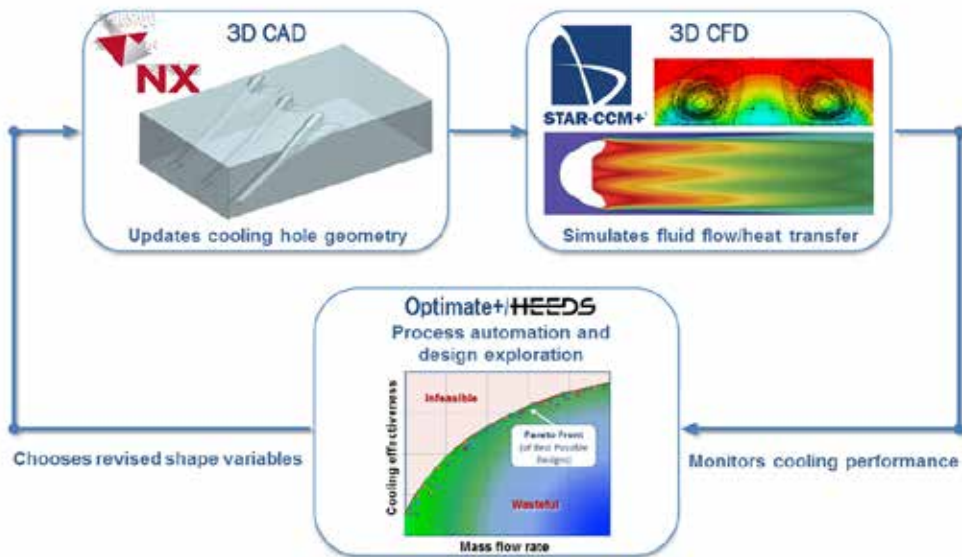 3D CAD
NX
Updates cooling hole geometry
3D CFD
STAR-CCM+
Simulates fluid flow/heat transfer
Optimate+/HEEDS
Process automation and
design exploration
Cooling effectiveness
Infeasible
Pareto Front
(of Best Possible
Designs)
Wasteful
Mass flow rate
Chooses revised shape variables
Monitors cooling performance